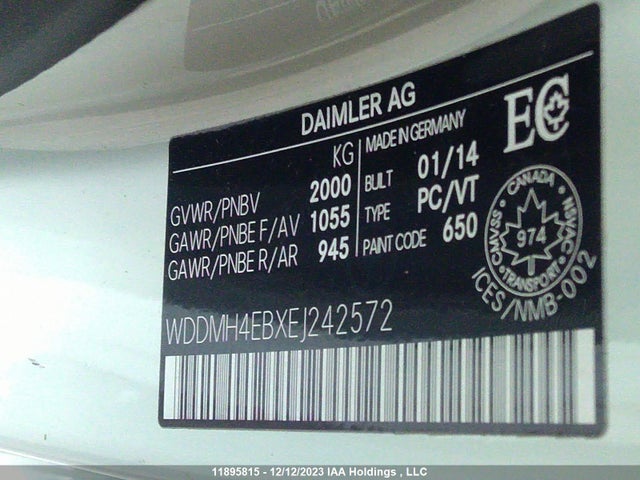 DAIMLER AG
KG
GVWR/PNBV 2000
GAWR/PNBE F/AV 1055
GAWR/PNBE R/AR 945
MADE IN GERMANY
BUILT 01/14
TYPE PC/VT
PAINT CODE 650
EC
CANADA
CMVSS NSVAC
974
TRANSPORT
ICES/NMB-002
WDDMH4EBXEJ242572
11895815 - 12/12/2023 IAA Holdings , LLC